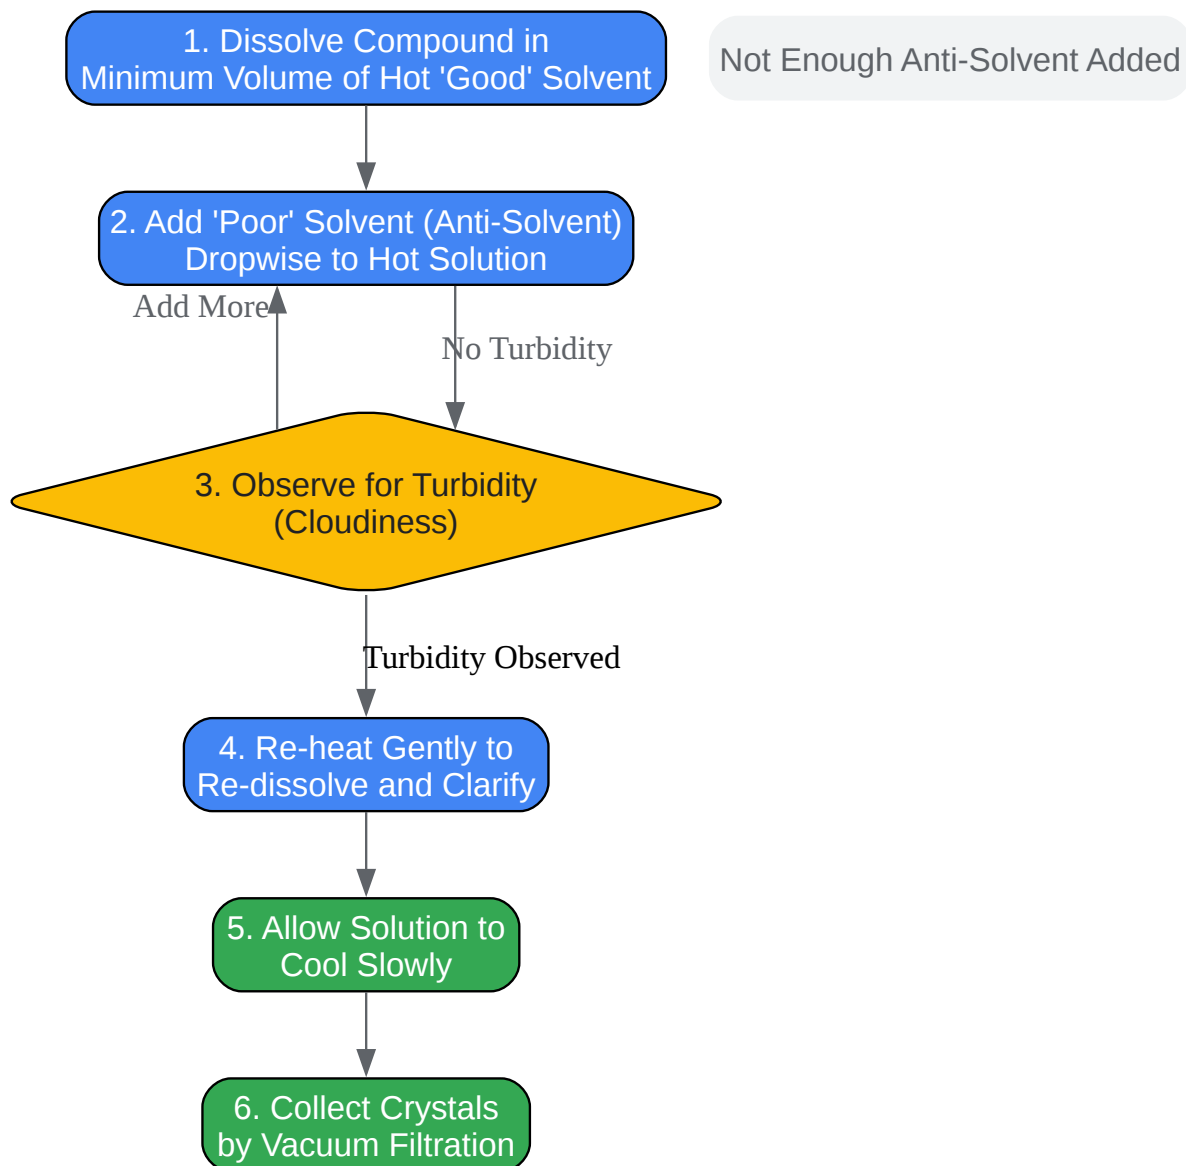 1. Dissolve Compound in
Minimum Volume of Hot 'Good' Solvent
Not Enough Anti-Solvent Added
2. Add 'Poor' Solvent (Anti-Solvent)
Dropwise to Hot Solution
Add More
No Turbidity
3. Observe for Turbidity
(Cloudiness)
Turbidity Observed
4. Re-heat Gently to
Re-dissolve and Clarify
5. Allow Solution to
Cool Slowly
6. Collect Crystals
by Vacuum Filtration